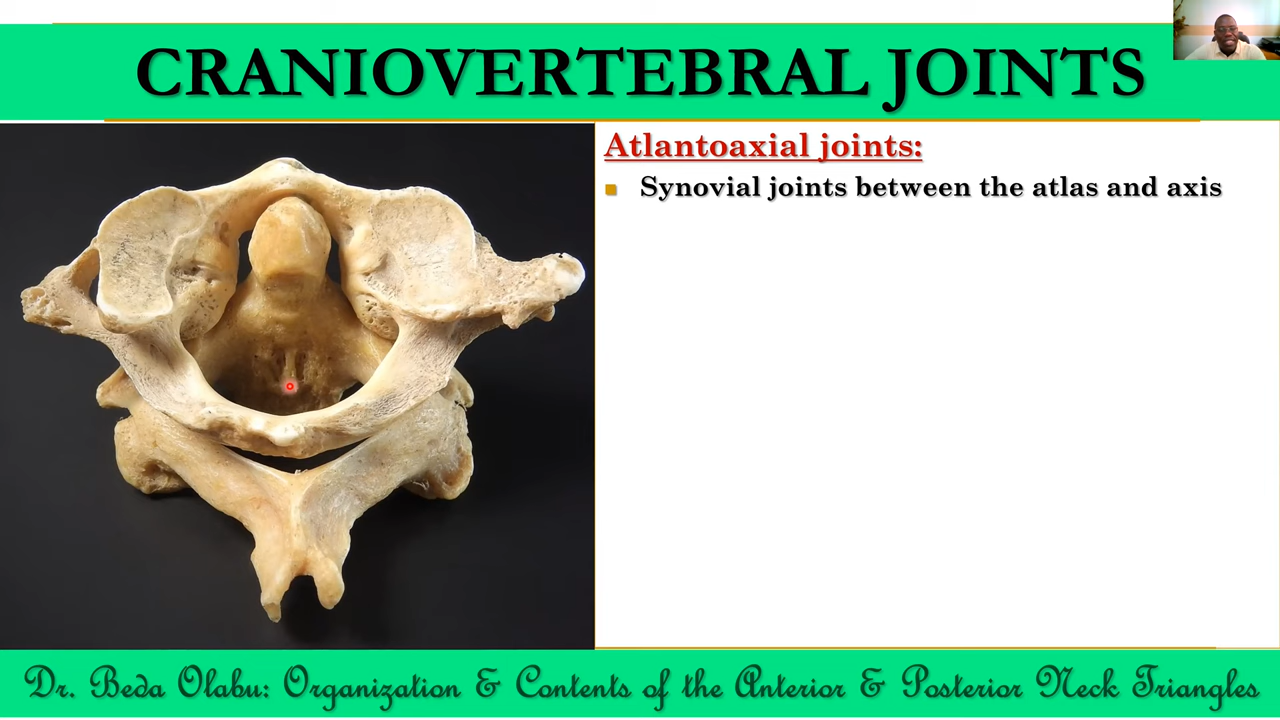 CRANIOVERTEBRAL JOINTS
Atlantoaxial joints:
Synovial joints between the atlas and axis
Dr. Beda Olabu: Organization & Contents of the Anterior & Posterior Neck Triangles